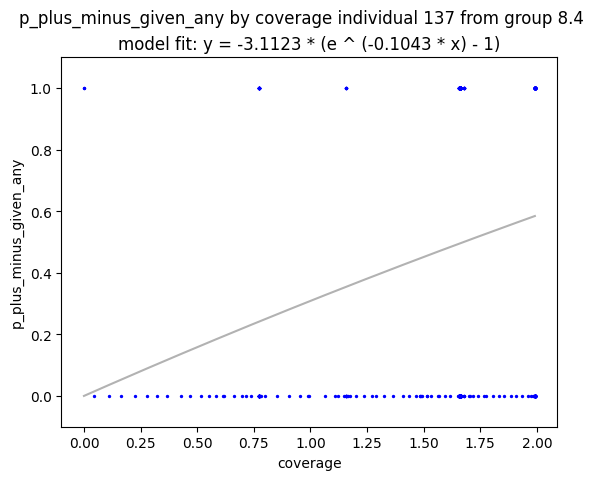 p_plus_minus_given_any by coverage individual 137 from group 8.4
model fit: y = -3.1123 * (e ^ (-0.1043 * x) - 1)
1.0
0.8
0.6
0.4
0.2
0.0
p_plus_minus_given_any
0.00 0.25 0.50 0.75 1.00 1.25 1.50 1.75 2.00
coverage